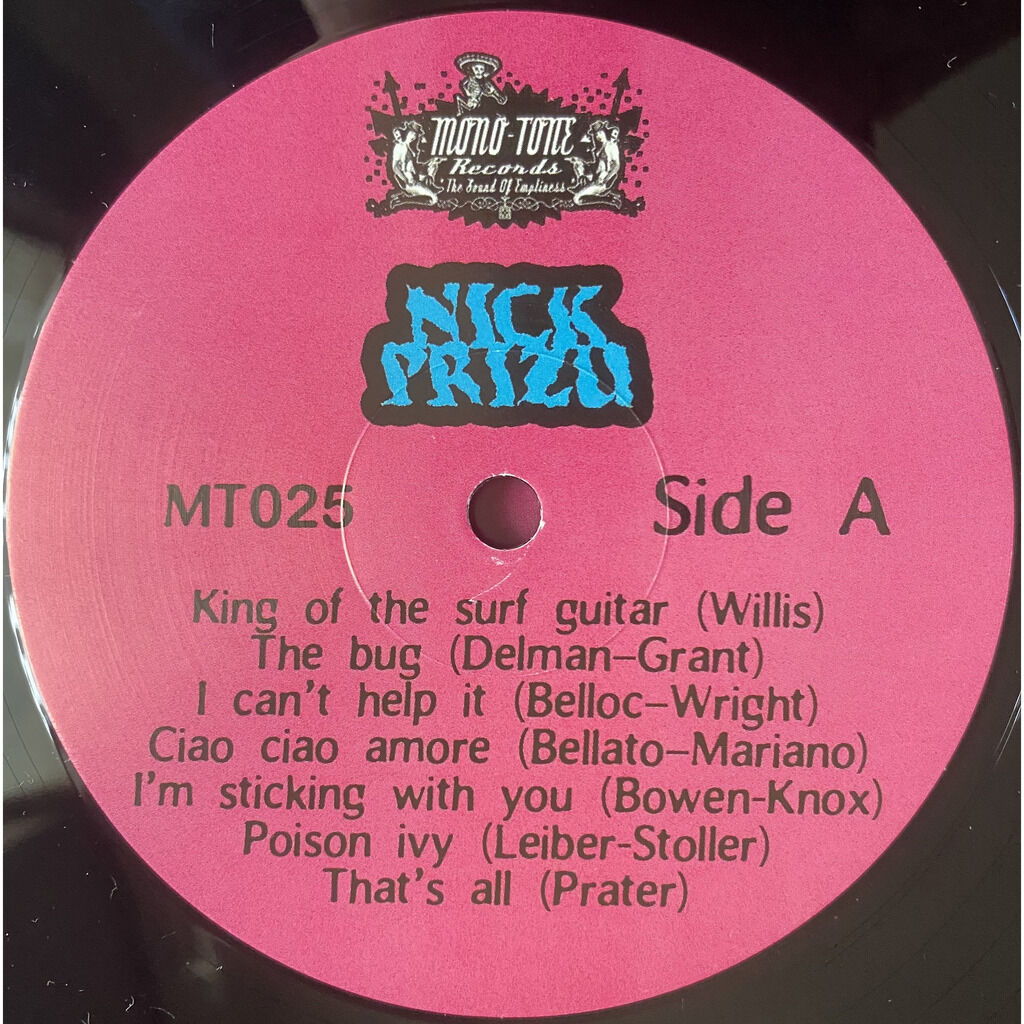 MONO-TONE
Records
The Sound Of Emptiness
NICK
PRIZU
MT025
Side A
King of the surf guitar (Willis)
The bug (Delman-Grant)
I can't help it (Belloc-Wright)
Ciao ciao amore (Bellato-Mariano)
I'm sticking with you (Bowen-Knox)
Poison ivy (Leiber-Stoller)
That's all (Prater)